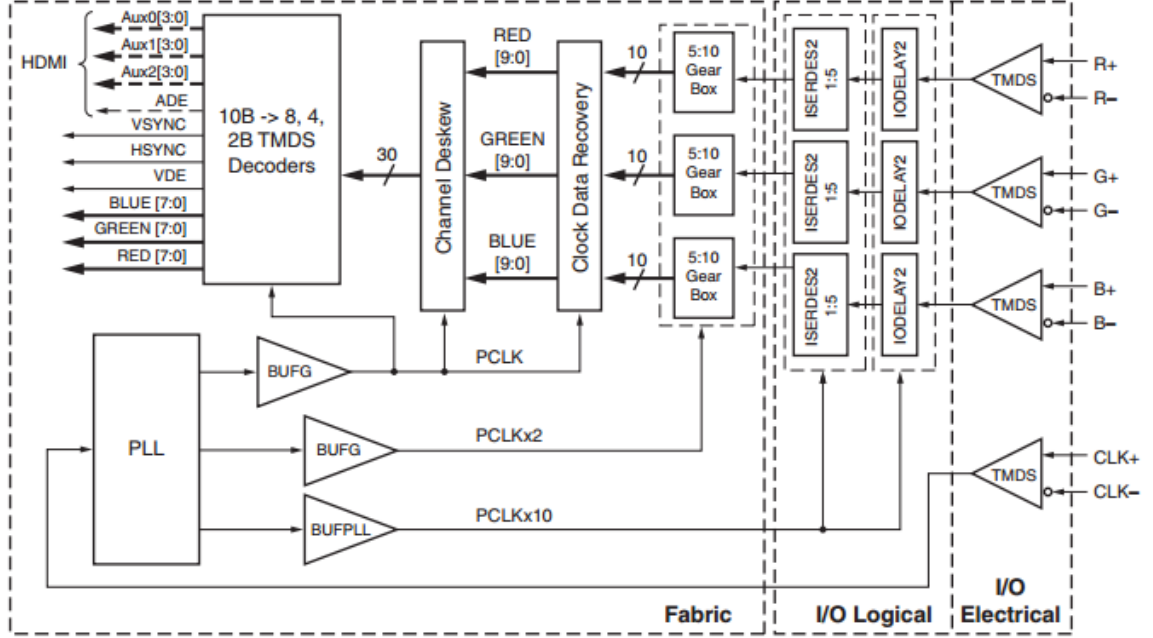 Aux0[3:0]
Aux1[3:0]
HDMI
Aux2[3:0]
ADE
VSYNC
HSYNC
VDE
BLUE [7:0]
GREEN [7:0]
RED [7:0]
10B -> 8, 4,
2B TMDS
Decoders
30
Channel Deskew
RED
[9:0]
GREEN
[9:0]
BLUE
[9:0]
Clock Data Recovery
10
10
10
5:10
Gear
Box
5:10
Gear
Box
5:10
Gear
Box
ISERDES2
1:5
ISERDES2
1:5
ISERDES2
1:5
IODELAY2
IODELAY2
IODELAY2
TMDS
R+
R–
TMDS
G+
G–
TMDS
B+
B–
PLL
BUFG
PCLK
BUFG
PCLKx2
BUFPLL
PCLKx10
TMDS
CLK+
CLK–
Fabric
I/O Logical
I/O
Electrical